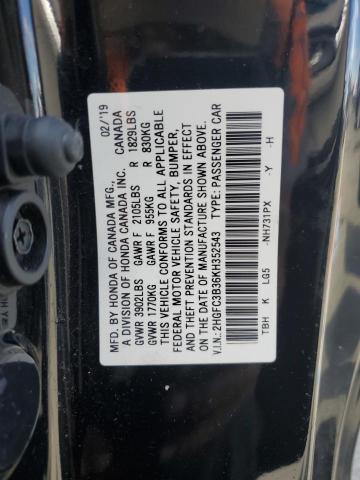 MFD. BY HONDA OF CANADA MFG., 02/'19
A DIVISION OF HONDA CANADA INC. CANADA
GVWR 3902LBS GAWR F 2105LBS R 1829LBS
GVWR 1770KG GAWR F 955KG R 830KG
THIS VEHICLE CONFORMS TO ALL APPLICABLE
FEDERAL MOTOR VEHICLE SAFETY, BUMPER,
AND THEFT PREVENTION STANDARDS IN EFFECT
ON THE DATE OF MANUFACTURE SHOWN ABOVE.
V.I.N.: 2HGFC3B36KH352543 TYPE: PASSENGER CAR
TBH K LG5 -NH731PX -Y -H